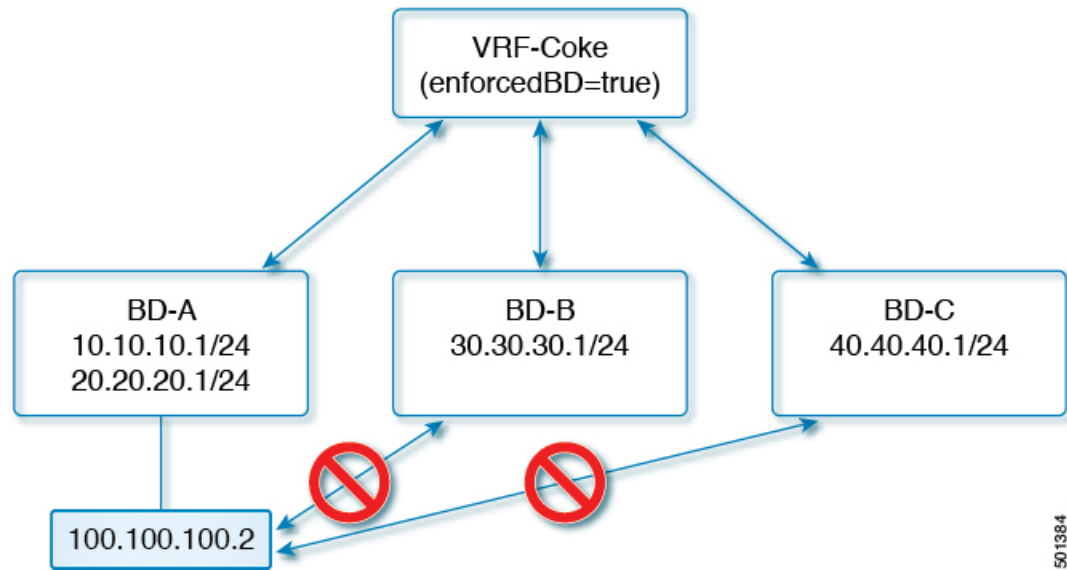 VRF-Coke
(enforcedBD=true)
BD-A
10.10.10.1/24
20.20.20.1/24
BD-B
30.30.30.1/24
BD-C
40.40.40.1/24
100.100.100.2
501384